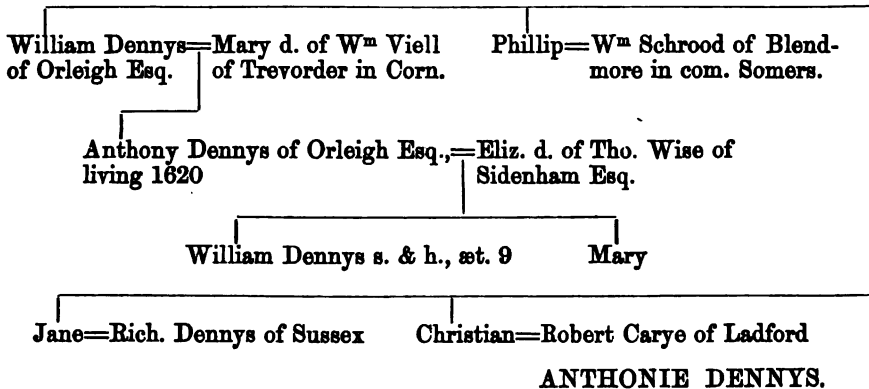 William Dennys=Mary d. of Wᵐ Viell
of Orleigh Esq. of Trevorder in Corn.
Phillip=Wᵐ Schrood of Blend-
more in com. Somers.
Anthony Dennys of Orleigh Esq.,=Eliz. d. of Tho. Wise of
living 1620 Sidenham Esq.
William Dennys s. & h., æt. 9 Mary
Jane=Rich. Dennys of Sussex Christian=Robert Carye of Ladford
ANTHONIE DENNYS.